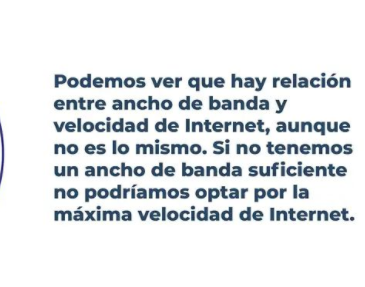 Podemos ver que hay relación
entre ancho de banda y
velocidad de Internet, aunque
no es lo mismo. Si no tenemos
un ancho de banda suficiente
no podríamos optar por la
máxima velocidad de Internet.